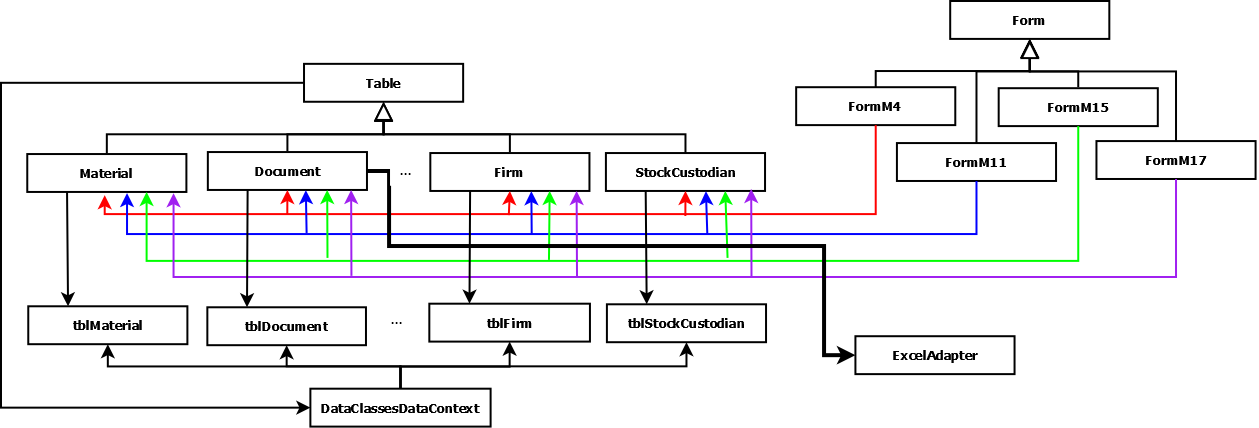 Form
Table
FormM4
FormM15
FormM11
FormM17
Material
Document
...
Firm
StockCustodian
tblMaterial
tblDocument
...
tblFirm
tblStockCustodian
ExcelAdapter
DataClassesDataContext